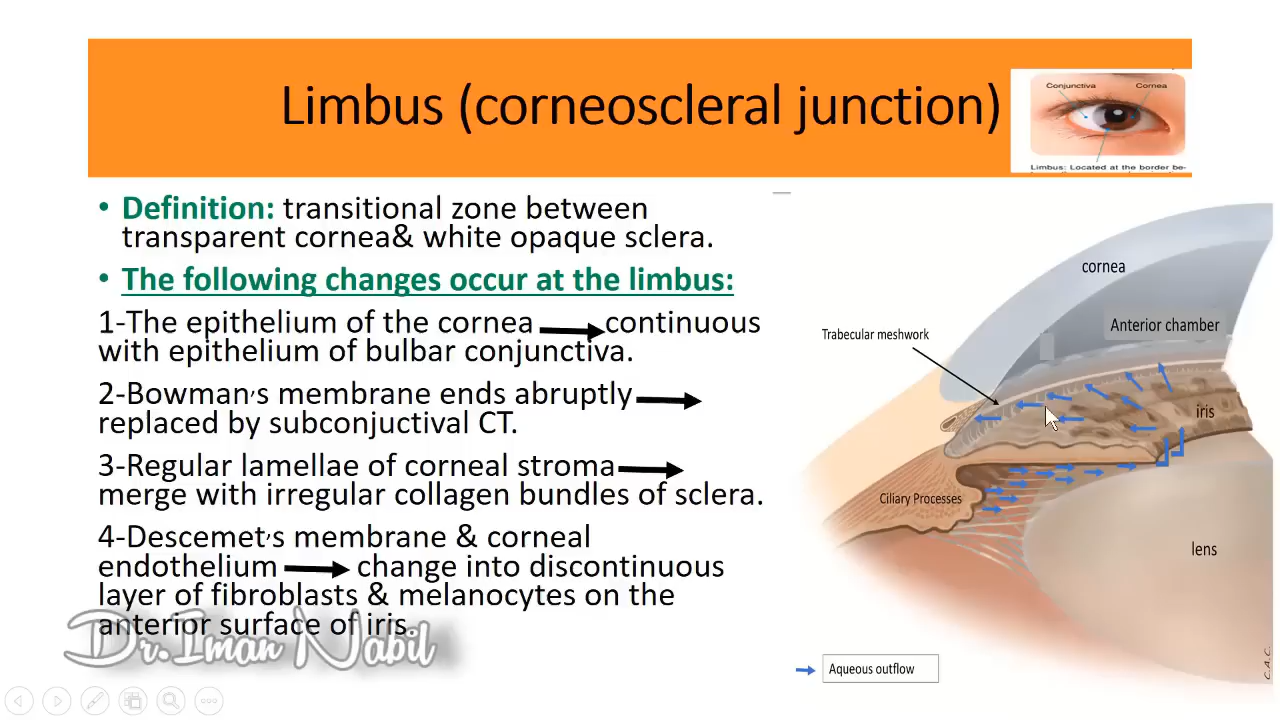 Limbus (corneoscleral junction)
Conjunctiva
Cornea
Limbus: Located at the border be-
• Definition: transitional zone between
transparent cornea& white opaque sclera.
• The following changes occur at the limbus:
1-The epithelium of the cornea continuous
with epithelium of bulbar conjunctiva.
2-Bowman,s membrane ends abruptly
replaced by subconjuctival CT.
3-Regular lamellae of corneal stroma
merge with irregular collagen bundles of sclera.
4-Descemet,s membrane & corneal
endothelium change into discontinuous
layer of fibroblasts & melanocytes on the
anterior surface of iris.
Dr.Iman Nabil
cornea
Anterior chamber
Trabecular meshwork
iris
Ciliary Processes
lens
Aqueous outflow
C.A.C.